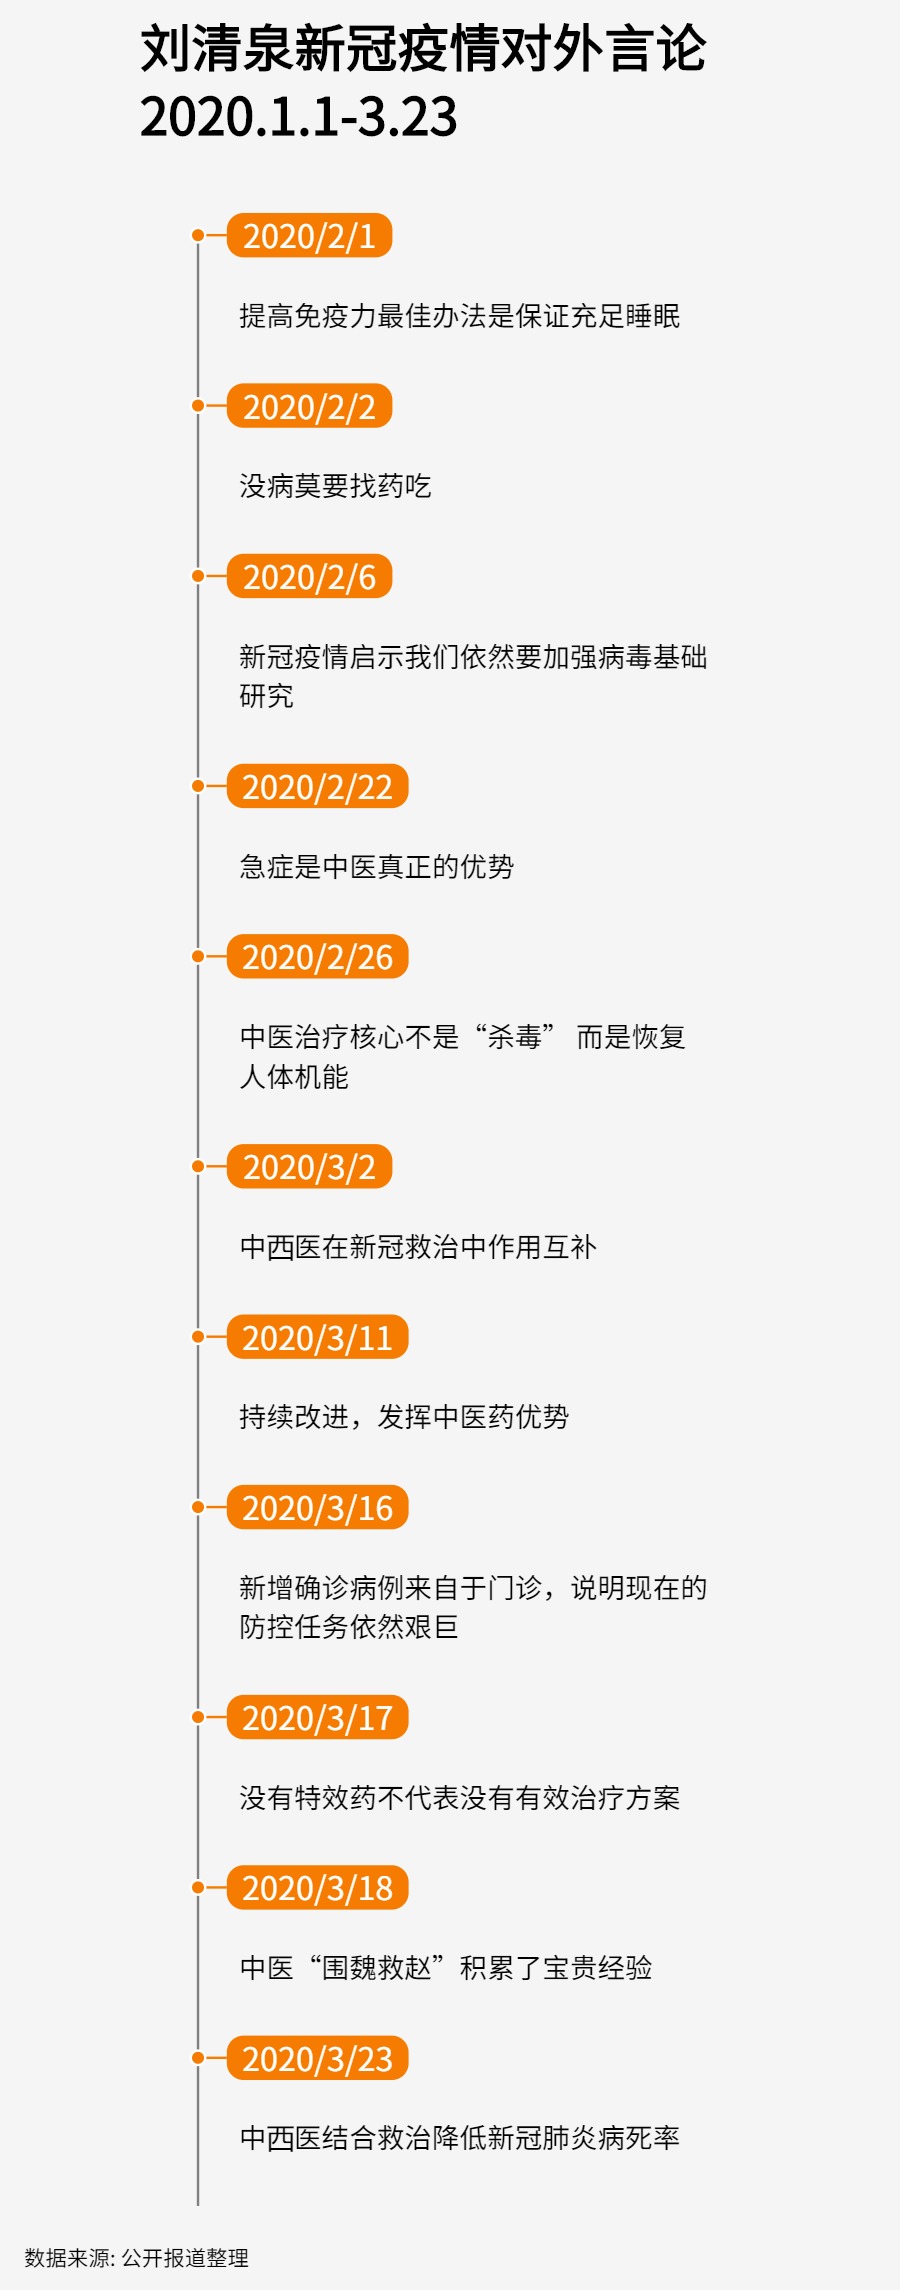 刘清泉新冠疫情对外言论
2020.1.1-3.23
2020/2/1
提高免疫力最佳办法是保证充足睡眠
2020/2/2
没病莫要找药吃
2020/2/6
新冠疫情启示我们依然要加强病毒基础
研究
2020/2/22
急症是中医真正的优势
2020/2/26
中医治疗核心不是“杀毒” 而是恢复
人体机能
2020/3/2
中西医在新冠救治中作用互补
2020/3/11
持续改进，发挥中医药优势
2020/3/16
新增确诊病例来自于门诊，说明现在的
防控任务依然艰巨
2020/3/17
没有特效药不代表没有有效治疗方案
2020/3/18
中医“围魏救赵”积累了宝贵经验
2020/3/23
中西医结合救治降低新冠肺炎病死率
数据来源: 公开报道整理